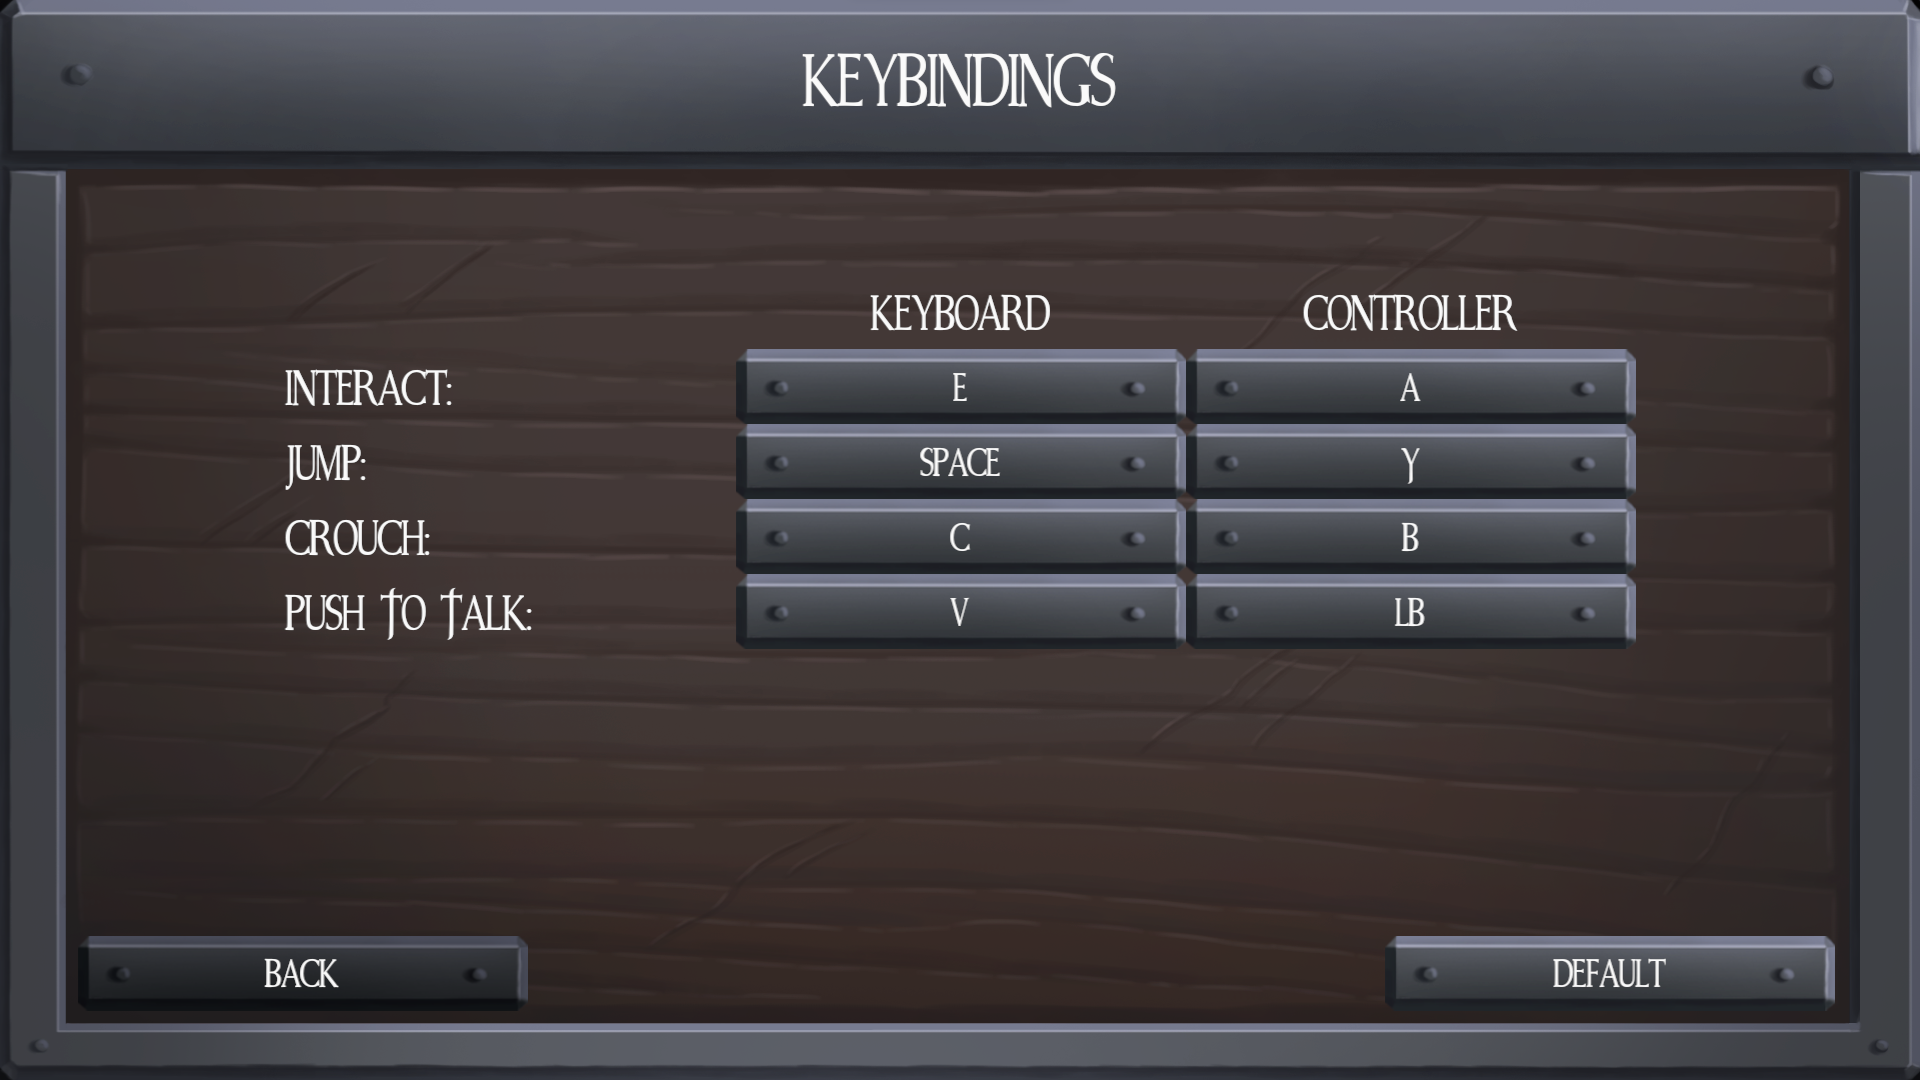 KEYBINDINGS
KEYBOARD CONTROLLER
INTERACT: E A
JUMP: SPACE Y
CROUCH: C B
PUSH TO TALK: V LB
BACK DEFAULT